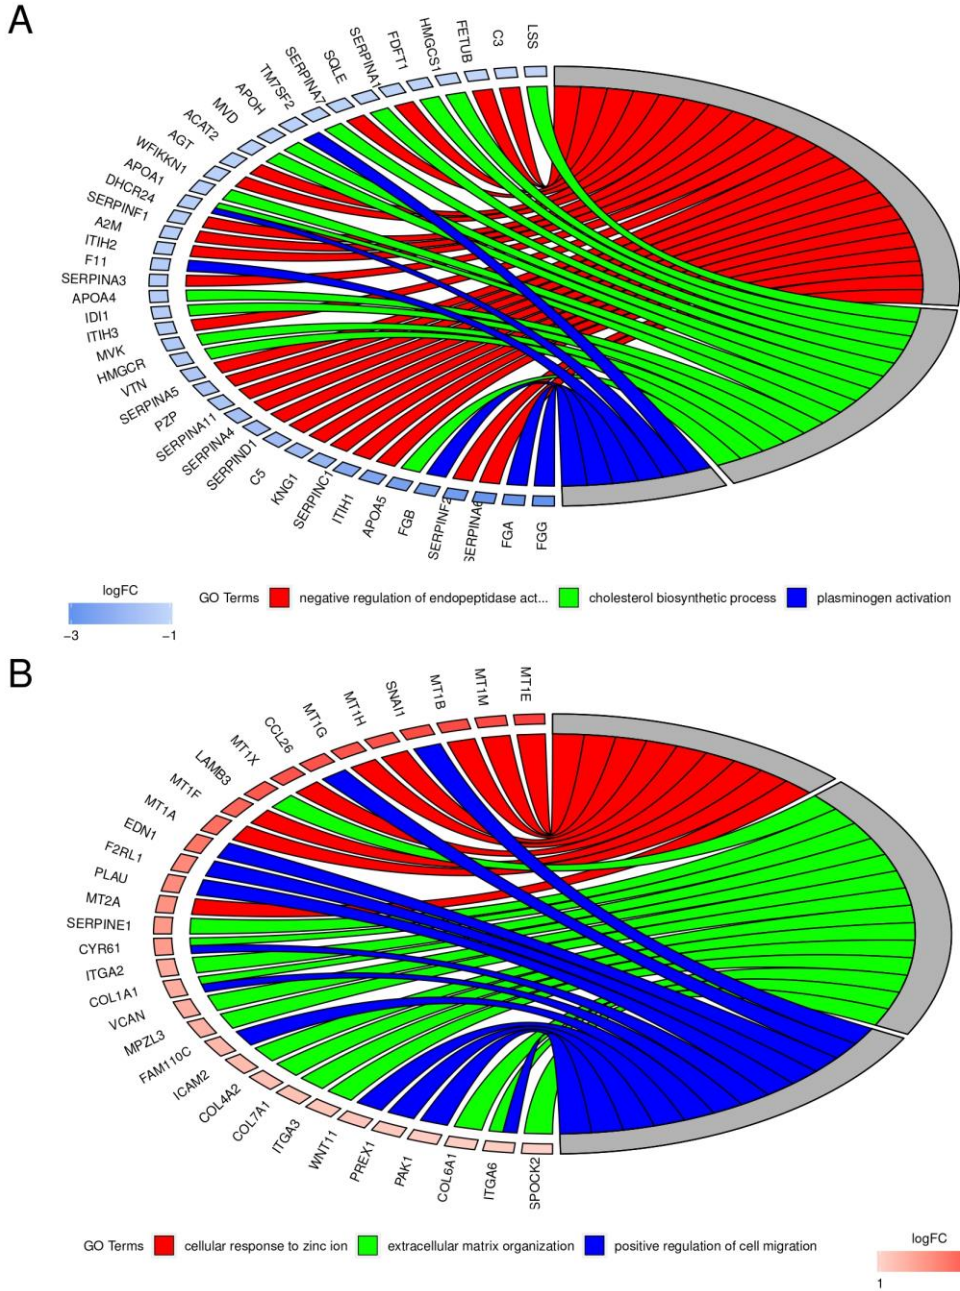 A
LSS
C3
FETUB
HMGCS1
FDFT1
SERPINA1
SQLE
SERPINA7
TM7SF2
APOH
MVD
ACAT2
AGT
WFIKKN1
APOA1
DHCR24
SERPINF1
A2M
ITIH2
F11
SERPINA3
APOA4
IDI1
ITIH3
MVK
HMGCR
VTN
SERPINA5
PZP
SERPINA11
SERPINA4
SERPIND1
C5
KNG1
SERPINC1
ITIH1
APOA5
FGB
SERPINF2
SERPINA6
FGA
FGG
logFC
−3 −1
GO Terms negative regulation of endopeptidase act... cholesterol biosynthetic process plasminogen activation
B
MT1E
MT1M
MT1B
SNAI1
MT1H
MT1G
CCL26
MT1X
LAMB3
MT1F
MT1A
EDN1
F2RL1
PLAU
MT2A
SERPINE1
CYR61
ITGA2
COL1A1
VCAN
MPZL3
FAM110C
ICAM2
COL4A2
COL7A1
ITGA3
WNT11
PREX1
PAK1
COL6A1
ITGA6
SPOCK2
GO Terms cellular response to zinc ion extracellular matrix organization positive regulation of cell migration
logFC
1